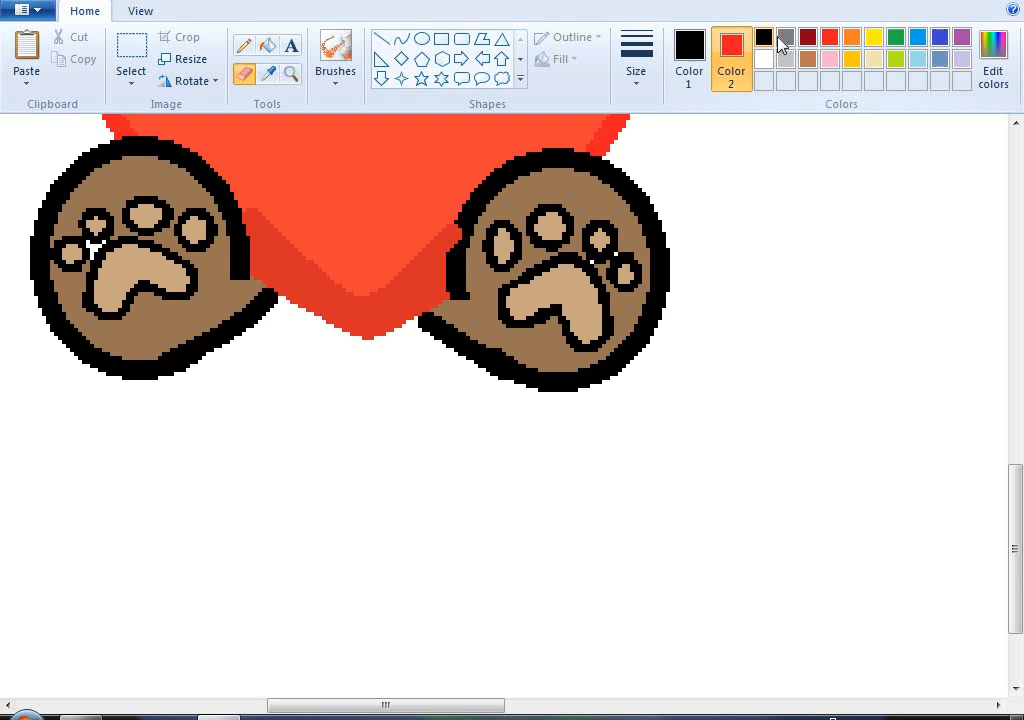 Home View
Paste
Cut
Copy
Clipboard
Select
Crop
Resize
Rotate
Image
A
Tools
Brushes
Shapes
Outline
Fill
Size
Color 1
Color 2
Edit colors
Colors